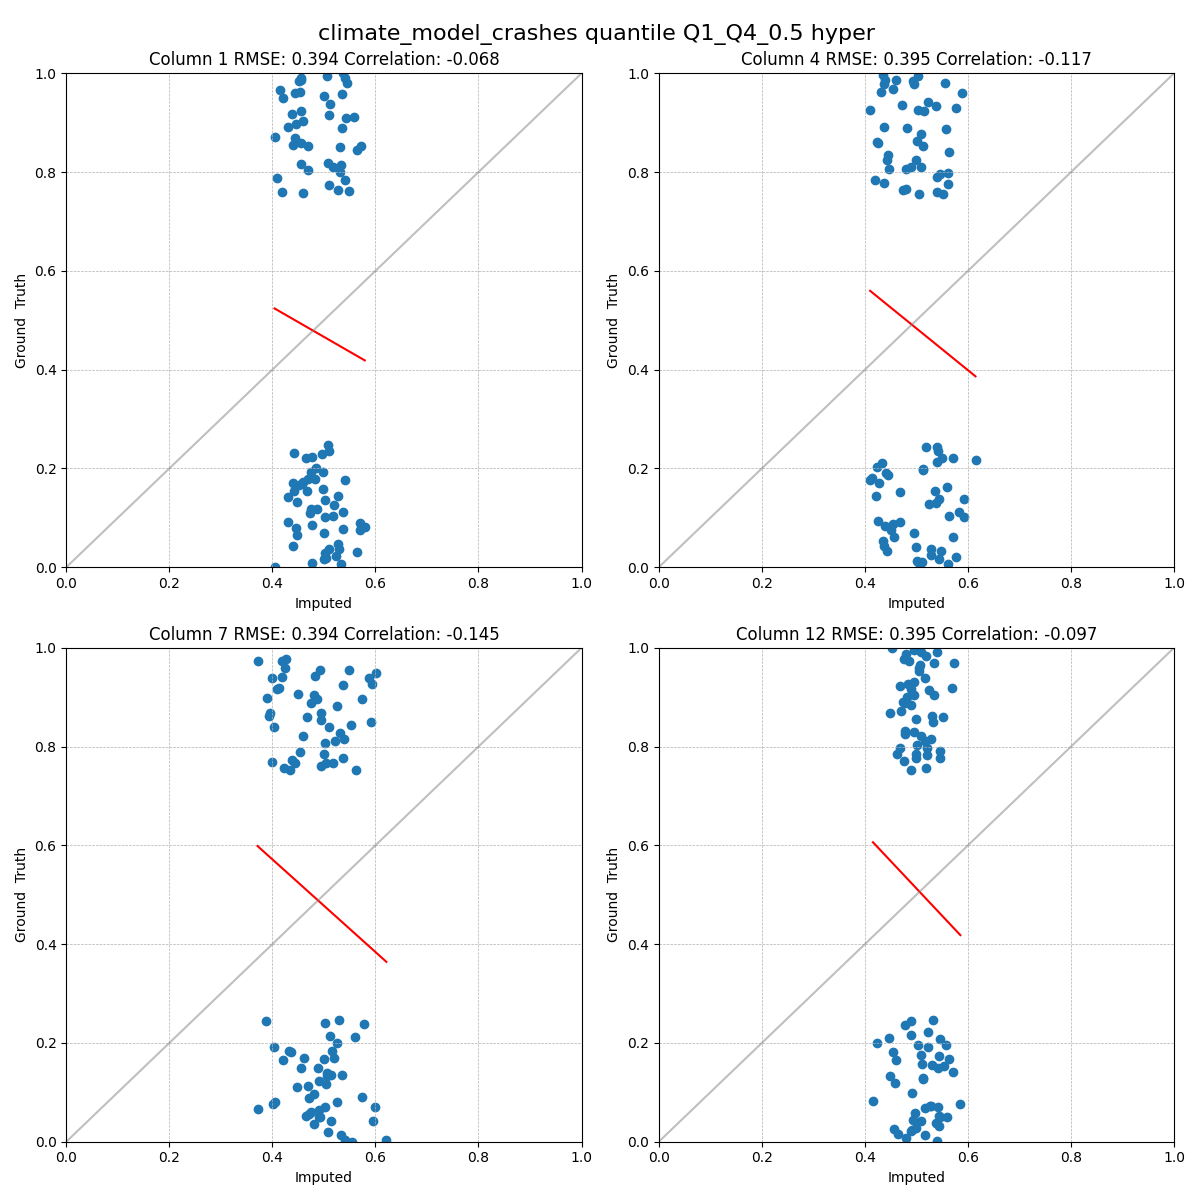 climate_model_crashes quantile Q1_Q4_0.5 hyper
Column 1 RMSE: 0.394 Correlation: -0.068
Column 4 RMSE: 0.395 Correlation: -0.117
1.0
0.8
0.6
0.4
0.2
0.0
Ground Truth
0.0 0.2 0.4 0.6 0.8 1.0
Imputed
1.0
0.8
0.6
0.4
0.2
0.0
Ground Truth
0.0 0.2 0.4 0.6 0.8 1.0
Imputed
Column 7 RMSE: 0.394 Correlation: -0.145
Column 12 RMSE: 0.395 Correlation: -0.097
1.0
0.8
0.6
0.4
0.2
0.0
Ground Truth
0.0 0.2 0.4 0.6 0.8 1.0
Imputed
1.0
0.8
0.6
0.4
0.2
0.0
Ground Truth
0.0 0.2 0.4 0.6 0.8 1.0
Imputed